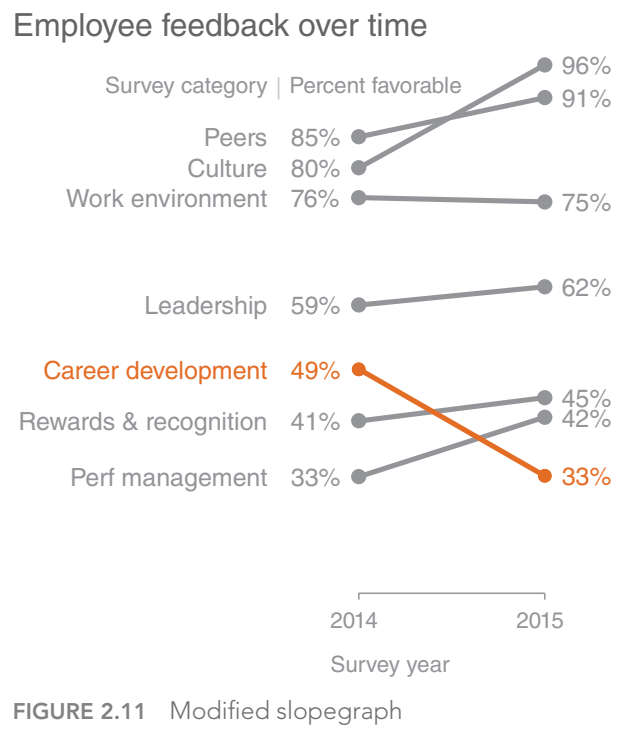 Employee feedback over time
Survey category | Percent favorable
96%
91%
Peers 85%
Culture 80%
Work environment 76% 75%
Leadership 59% 62%
Career development 49%
Rewards & recognition 41% 45%
42%
Perf management 33% 33%
2014 2015
Survey year
FIGURE 2.11 Modified slopegraph